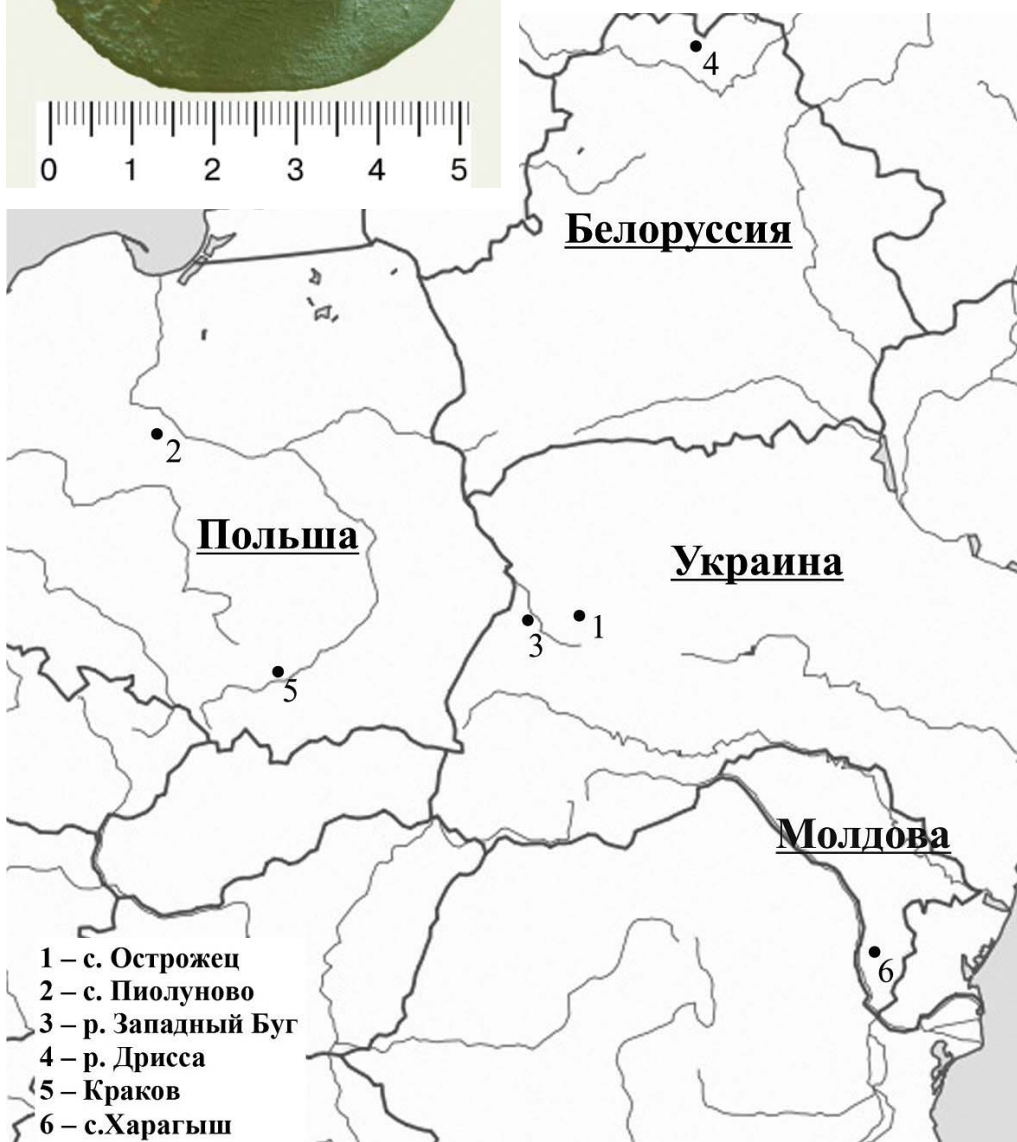 0 1 2 3 4 5
4
Белоруссия
2
Польша
Украина
1
3
5
Молдова
6
1 – с. Острожец
2 – с. Пиолуново
3 – р. Западный Буг
4 – р. Дрисса
5 – Краков
6 – с.Харагыш